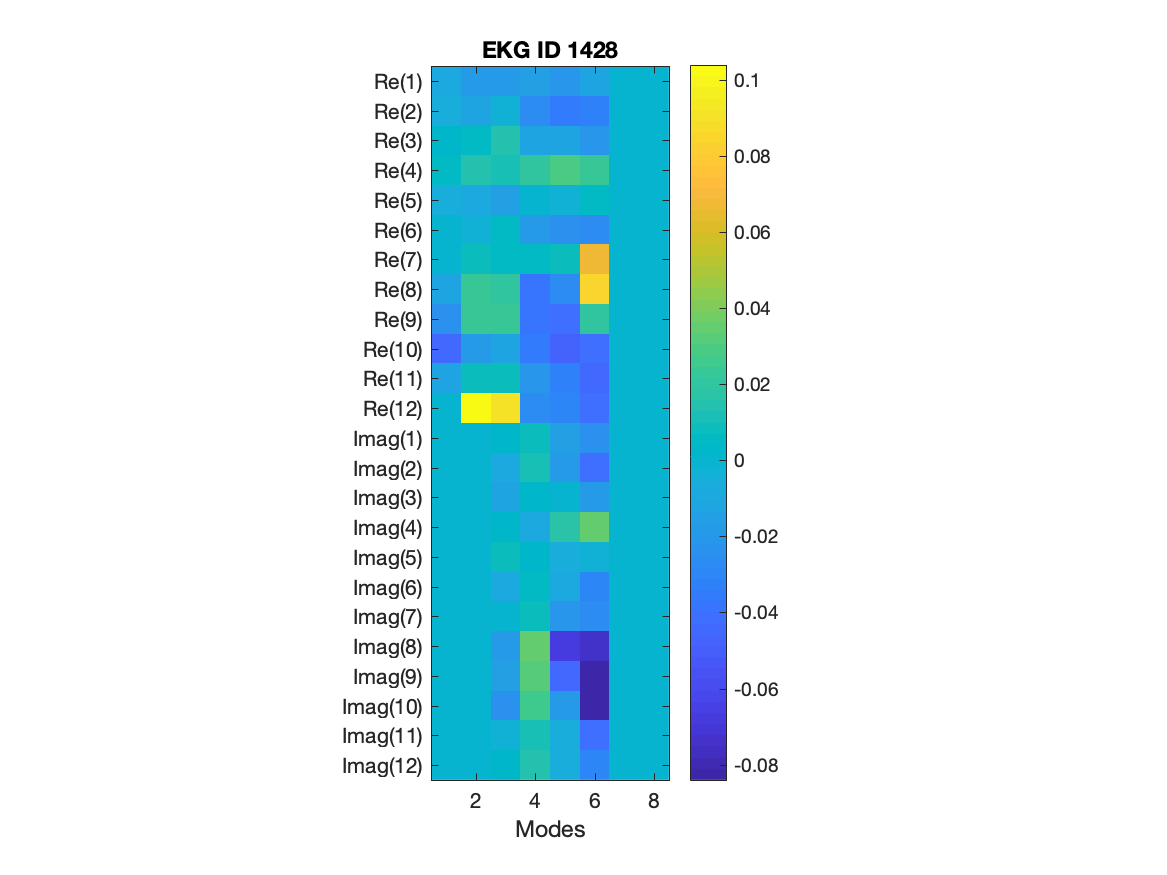 EKG ID 1428
Re(1)
Re(2)
Re(3)
Re(4)
Re(5)
Re(6)
Re(7)
Re(8)
Re(9)
Re(10)
Re(11)
Re(12)
Imag(1)
Imag(2)
Imag(3)
Imag(4)
Imag(5)
Imag(6)
Imag(7)
Imag(8)
Imag(9)
Imag(10)
Imag(11)
Imag(12)
2 4 6 8
Modes
0.1
0.08
0.06
0.04
0.02
0
-0.02
-0.04
-0.06
-0.08